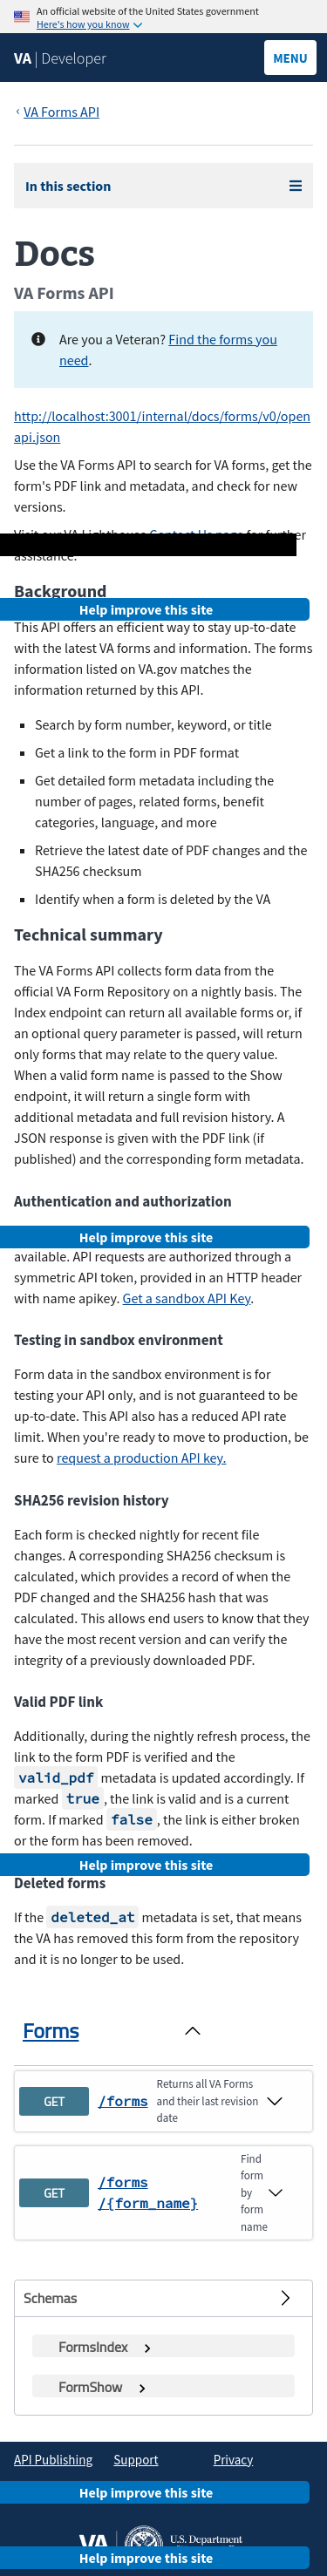 An official website of the United States government
Here's how you know
VA | Developer
MENU
‹ VA Forms API
In this section
Docs
VA Forms API
Are you a Veteran? Find the forms you
need.
http://localhost:3001/internal/docs/forms/v0/open
api.json
Use the VA Forms API to search for VA forms, get the
form's PDF link and metadata, and check for new
versions.
Visit our VA Lighthouse Contact Us page for further
assistance.
Background
Help improve this site
This API offers an efficient way to stay up-to-date
with the latest VA forms and information. The forms
information listed on VA.gov matches the
information returned by this API.
Search by form number, keyword, or title
Get a link to the form in PDF format
Get detailed form metadata including the
number of pages, related forms, benefit
categories, language, and more
Retrieve the latest date of PDF changes and the
SHA256 checksum
Identify when a form is deleted by the VA
Technical summary
The VA Forms API collects form data from the
official VA Form Repository on a nightly basis. The
Index endpoint can return all available forms or, if
an optional query parameter is passed, will return
only forms that may relate to the query value.
When a valid form name is passed to the Show
endpoint, it will return a single form with
additional metadata and full revision history. A
JSON response is given with the PDF link (if
published) and the corresponding form metadata.
Authentication and authorization
Help improve this site
available. API requests are authorized through a
symmetric API token, provided in an HTTP header
with name apikey. Get a sandbox API Key.
Testing in sandbox environment
Form data in the sandbox environment is for
testing your API only, and is not guaranteed to be
up-to-date. This API also has a reduced API rate
limit. When you're ready to move to production, be
sure to request a production API key.
SHA256 revision history
Each form is checked nightly for recent file
changes. A corresponding SHA256 checksum is
calculated, which provides a record of when the
PDF changed and the SHA256 hash that was
calculated. This allows end users to know that they
have the most recent version and can verify the
integrity of a previously downloaded PDF.
Valid PDF link
Additionally, during the nightly refresh process, the
link to the form PDF is verified and the
valid_pdf metadata is updated accordingly. If
marked true, the link is valid and is a current
form. If marked false, the link is either broken
or the form has been removed.
Help improve this site
Deleted forms
If the deleted_at metadata is set, that means
the VA has removed this form from the repository
and it is no longer to be used.
Forms
GET /forms Returns all VA Forms
and their last revision
date
GET /forms
/{form_name}
Find
form
by
form
name
Schemas
FormsIndex
FormShow
API Publishing Support Privacy
Help improve this site
VA U.S. Department
Help improve this site